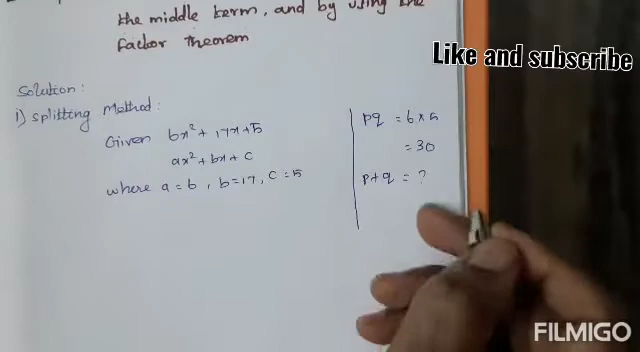 the middle term, and by using the
factor theorem
Like and subscribe
Solution:
1) splitting method:
Given 6x² + 17x + 5
ax² + bx + c
where a = 6, b = 17, c = 5
pq = 6 × 5
= 30
p+q = ?
FILMIGO